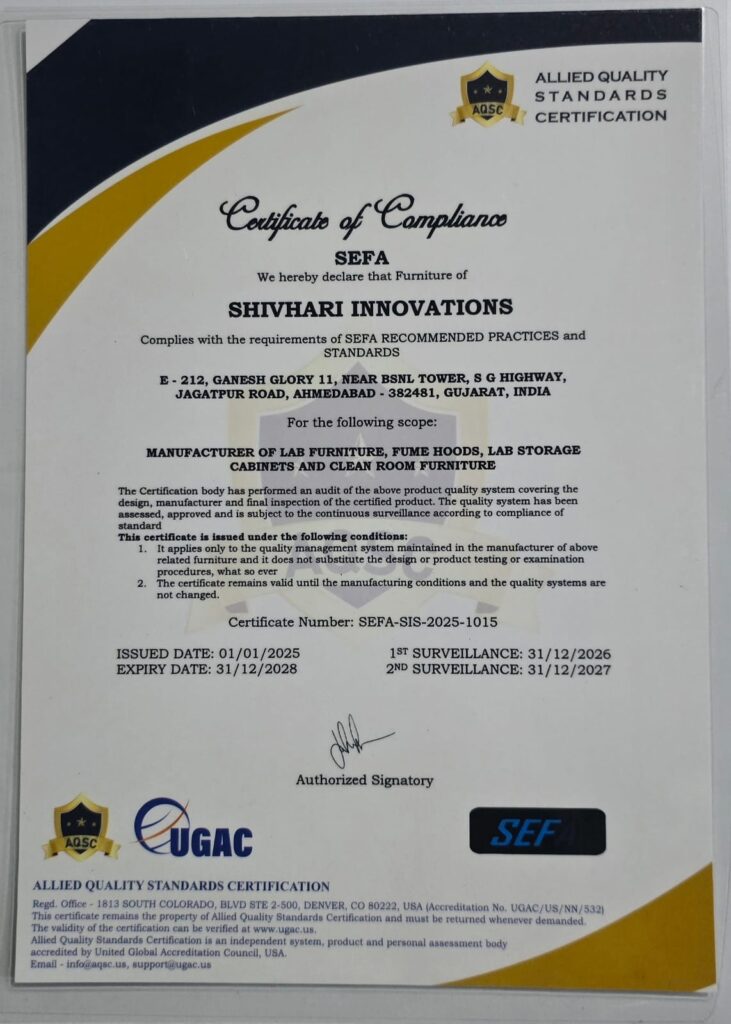 AQSC
ALLIED QUALITY
STANDARDS
CERTIFICATION
Certificate of Compliance
SEFA
We hereby declare that Furniture of
SHIVHARI INNOVATIONS
Complies with the requirements of SEFA RECOMMENDED PRACTICES and
STANDARDS
E - 212, GANESH GLORY 11, NEAR BSNL TOWER, S G HIGHWAY,
JAGATPUR ROAD, AHMEDABAD - 382481, GUJARAT, INDIA
For the following scope:
MANUFACTURER OF LAB FURNITURE, FUME HOODS, LAB STORAGE
CABINETS AND CLEAN ROOM FURNITURE
The Certification body has performed an audit of the above product quality system covering the
design, manufacturer and final inspection of the certified product. The quality system has been
assessed, approved and is subject to the continuous surveillance according to compliance of
standard
This certificate is issued under the following conditions:
1. It applies only to the quality management system maintained in the manufacturer of above
related furniture and it does not substitute the design or product testing or examination
procedures, what so ever
2. The certificate remains valid until the manufacturing conditions and the quality systems are
not changed.
AQSC
Certificate Number: SEFA-SIS-2025-1015
ISSUED DATE: 01/01/2025 1ST SURVEILLANCE: 31/12/2026
EXPIRY DATE: 31/12/2028 2ND SURVEILLANCE: 31/12/2027
Authorized Signatory
AQSC
UGAC
SEFA
ALLIED QUALITY STANDARDS CERTIFICATION
Regd. Office - 1813 SOUTH COLORADO, BLVD STE 2-500, DENVER, CO 80222, USA (Accreditation No. UGAC/US/NN/532)
This certificate remains the property of Allied Quality Standards Certification and must be returned whenever demanded.
The validity of the certification can be verified at www.ugac.us.
Allied Quality Standards Certification is an independent system, product and personal assessment body
accredited by United Global Accreditation Council, USA.
Email - info@aqsc.us, support@ugac.us